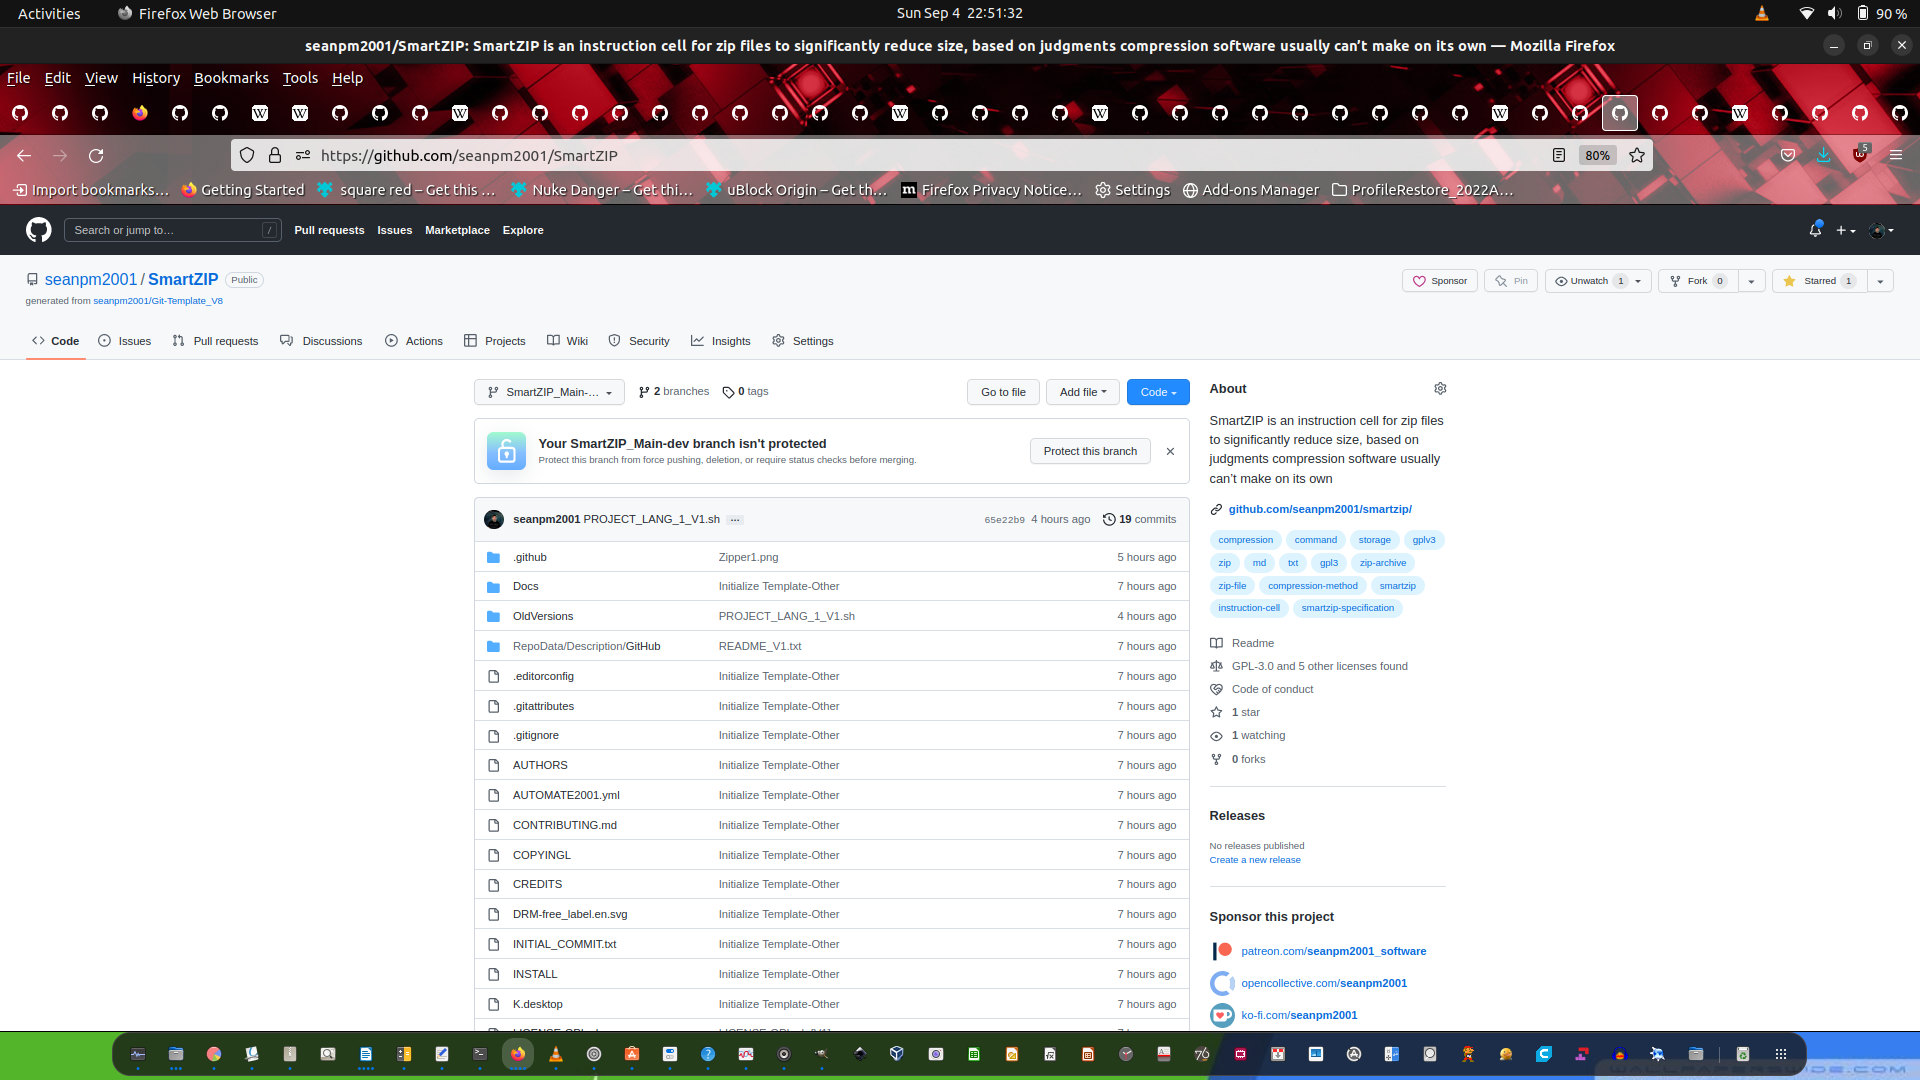 Activities Firefox Web Browser Sun Sep 4 22:51:32 90 %
seanpm2001/SmartZIP: SmartZIP is an instruction cell for zip files to significantly reduce size, based on judgments compression software usually can't make on its own — Mozilla Firefox
File Edit View History Bookmarks Tools Help
https://github.com/seanpm2001/SmartZIP 80% 5
Import bookmarks… Getting Started square red – Get this … Nuke Danger – Get thi… uBlock Origin – Get th… Firefox Privacy Notice… Settings Add-ons Manager ProfileRestore_2022A…
Search or jump to… / Pull requests Issues Marketplace Explore
seanpm2001 / SmartZIP Public Sponsor Pin Unwatch 1 Fork 0 Starred 1
generated from seanpm2001/Git-Template_V8
Code Issues Pull requests Discussions Actions Projects Wiki Security Insights Settings
SmartZIP_Main-… 2 branches 0 tags Go to file Add file Code
Your SmartZIP_Main-dev branch isn't protected
Protect this branch from force pushing, deletion, or require status checks before merging.
Protect this branch
seanpm2001 PROJECT_LANG_1_V1.sh … 65e22b9 4 hours ago 19 commits
.github Zipper1.png 5 hours ago
Docs Initialize Template-Other 7 hours ago
OldVersions PROJECT_LANG_1_V1.sh 4 hours ago
RepoData/Description/GitHub README_V1.txt 7 hours ago
.editorconfig Initialize Template-Other 7 hours ago
.gitattributes Initialize Template-Other 7 hours ago
.gitignore Initialize Template-Other 7 hours ago
AUTHORS Initialize Template-Other 7 hours ago
AUTOMATE2001.yml Initialize Template-Other 7 hours ago
CONTRIBUTING.md Initialize Template-Other 7 hours ago
COPYINGL Initialize Template-Other 7 hours ago
CREDITS Initialize Template-Other 7 hours ago
DRM-free_label.en.svg Initialize Template-Other 7 hours ago
INITIAL_COMMIT.txt Initialize Template-Other 7 hours ago
INSTALL Initialize Template-Other 7 hours ago
K.desktop Initialize Template-Other 7 hours ago
About
SmartZIP is an instruction cell for zip files
to significantly reduce size, based on
judgments compression software usually
can't make on its own
github.com/seanpm2001/smartzip/
compression command storage gplv3
zip md txt gpl3 zip-archive
zip-file compression-method smartzip
instruction-cell smartzip-specification
Readme
GPL-3.0 and 5 other licenses found
Code of conduct
1 star
1 watching
0 forks
Releases
No releases published
Create a new release
Sponsor this project
patreon.com/seanpm2001_software
opencollective.com/seanpm2001
ko-fi.com/seanpm2001